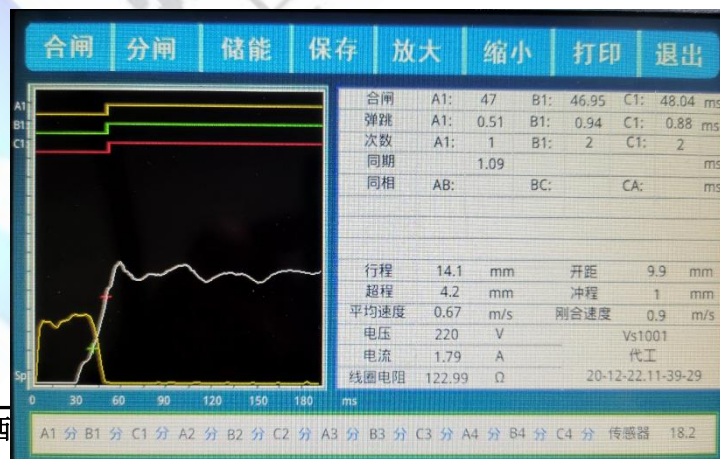 合闸 分闸 储能 保存 放大 缩小 打印 退出
合闸 A1: 47 B1: 46.95 C1: 48.04 ms
弹跳 A1: 0.51 B1: 0.94 C1: 0.88 ms
次数 A1: 1 B1: 2 C1: 2
同期 1.09 ms
同相 AB: BC: CA: ms
A1
B1
C1
行程 14.1 mm 开距 9.9 mm
超程 4.2 mm 冲程 1 mm
平均速度 0.67 m/s 刚合速度 0.9 m/s
电压 220 V Vs1001
电流 1.79 A 代工
线圈电阻 122.99 Ω 20-12-22.11-39-29
Sp
0 30 60 90 120 150 180 ms
A1 分 B1 分 C1 分 A2 分 B2 分 C2 分 A3 分 B3 分 C3 分 A4 分 B4 分 C4 分 传感器 18.2